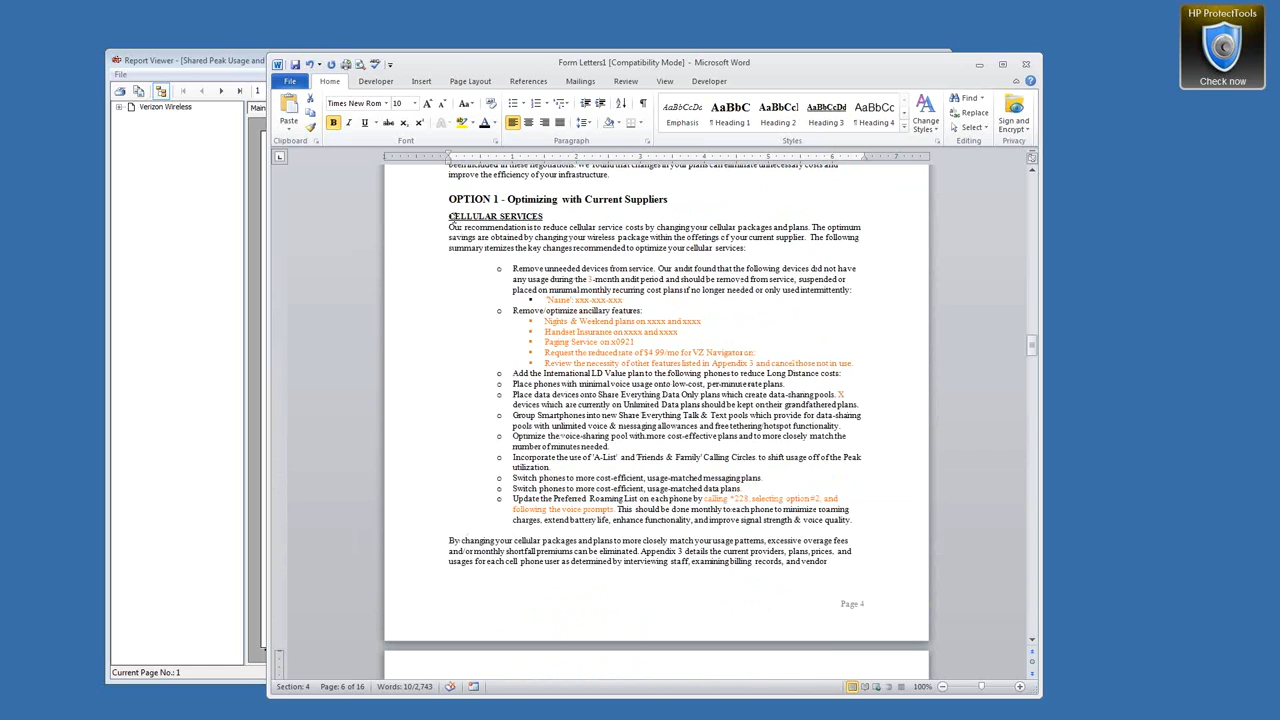 HP ProtectTools
Check now
Report Viewer - [Shared Peak Usage and
File
1
Verizon Wireless
Main
Current Page No.: 1
Form Letters1 [Compatibility Mode] - Microsoft Word
File Home Developer Insert Page Layout References Mailings Review View Developer
Paste
Clipboard
Times New Rom 10
Font
Paragraph
AaBbCcDc AaBbC AaBbCcl AaBbCcDd AaBbCc
Emphasis ¶ Heading 1 Heading 2 Heading 3 ¶ Heading 4
Change Styles
Styles
Find
Replace
Select
Editing
Sign and Encrypt
Privacy
improve the efficiency of your infrastructure.
OPTION 1 - Optimizing with Current Suppliers
CELLULAR SERVICES
Our recommendation is to reduce cellular service costs by changing your cellular packages and plans. The optimum
savings are obtained by changing your wireless package within the offerings of your current supplier. The following
summary itemizes the key changes recommended to optimize your cellular services:
o Remove unneeded devices from service. Our audit found that the following devices did not have
any usage during the 3-month audit period and should be removed from service, suspended or
placed on minimal monthly recurring cost plans if no longer needed or only used intermittently:
▪ 'Name': xxx-xxx-xxx
o Remove/optimize ancillary features:
▪ Nights & Weekend plans on xxxx and xxxx
▪ Handset Insurance on xxxx and xxxx
▪ Paging Service on x0921
▪ Request the reduced rate of $4.99/mo for VZ Navigator on;
▪ Review the necessity of other features listed in Appendix 3 and cancel those not in use.
o Add the International LD Value plan to the following phones to reduce Long Distance costs:
o Place phones with minimal voice usage onto low-cost, per-minute rate plans.
o Place data devices onto Share Everything Data Only plans which create data-sharing pools. X
devices which are currently on Unlimited Data plans should be kept on their grandfathered plans.
o Group Smartphones into new Share Everything Talk & Text pools which provide for data-sharing
pools with unlimited voice & messaging allowances and free tethering/hotspot functionality.
o Optimize the voice-sharing pool with more cost-effective plans and to more closely match the
number of minutes needed.
o Incorporate the use of 'A-List' and 'Friends & Family' Calling Circles to shift usage off of the Peak
utilization.
o Switch phones to more cost-efficient, usage-matched messaging plans.
o Switch phones to more cost-efficient, usage-matched data plans.
o Update the Preferred Roaming List on each phone by calling *228, selecting option #2, and
following the voice prompts. This should be done monthly to each phone to minimize roaming
charges, extend battery life, enhance functionality, and improve signal strength & voice quality.
By changing your cellular packages and plans to more closely match your usage patterns, excessive overage fees
and/or monthly shortfall premiums can be eliminated. Appendix 3 details the current providers, plans, prices, and
usages for each cell phone user as determined by interviewing staff, examining billing records, and vendor
Page 4
Section: 4 Page: 6 of 16 Words: 10/2,743 100%